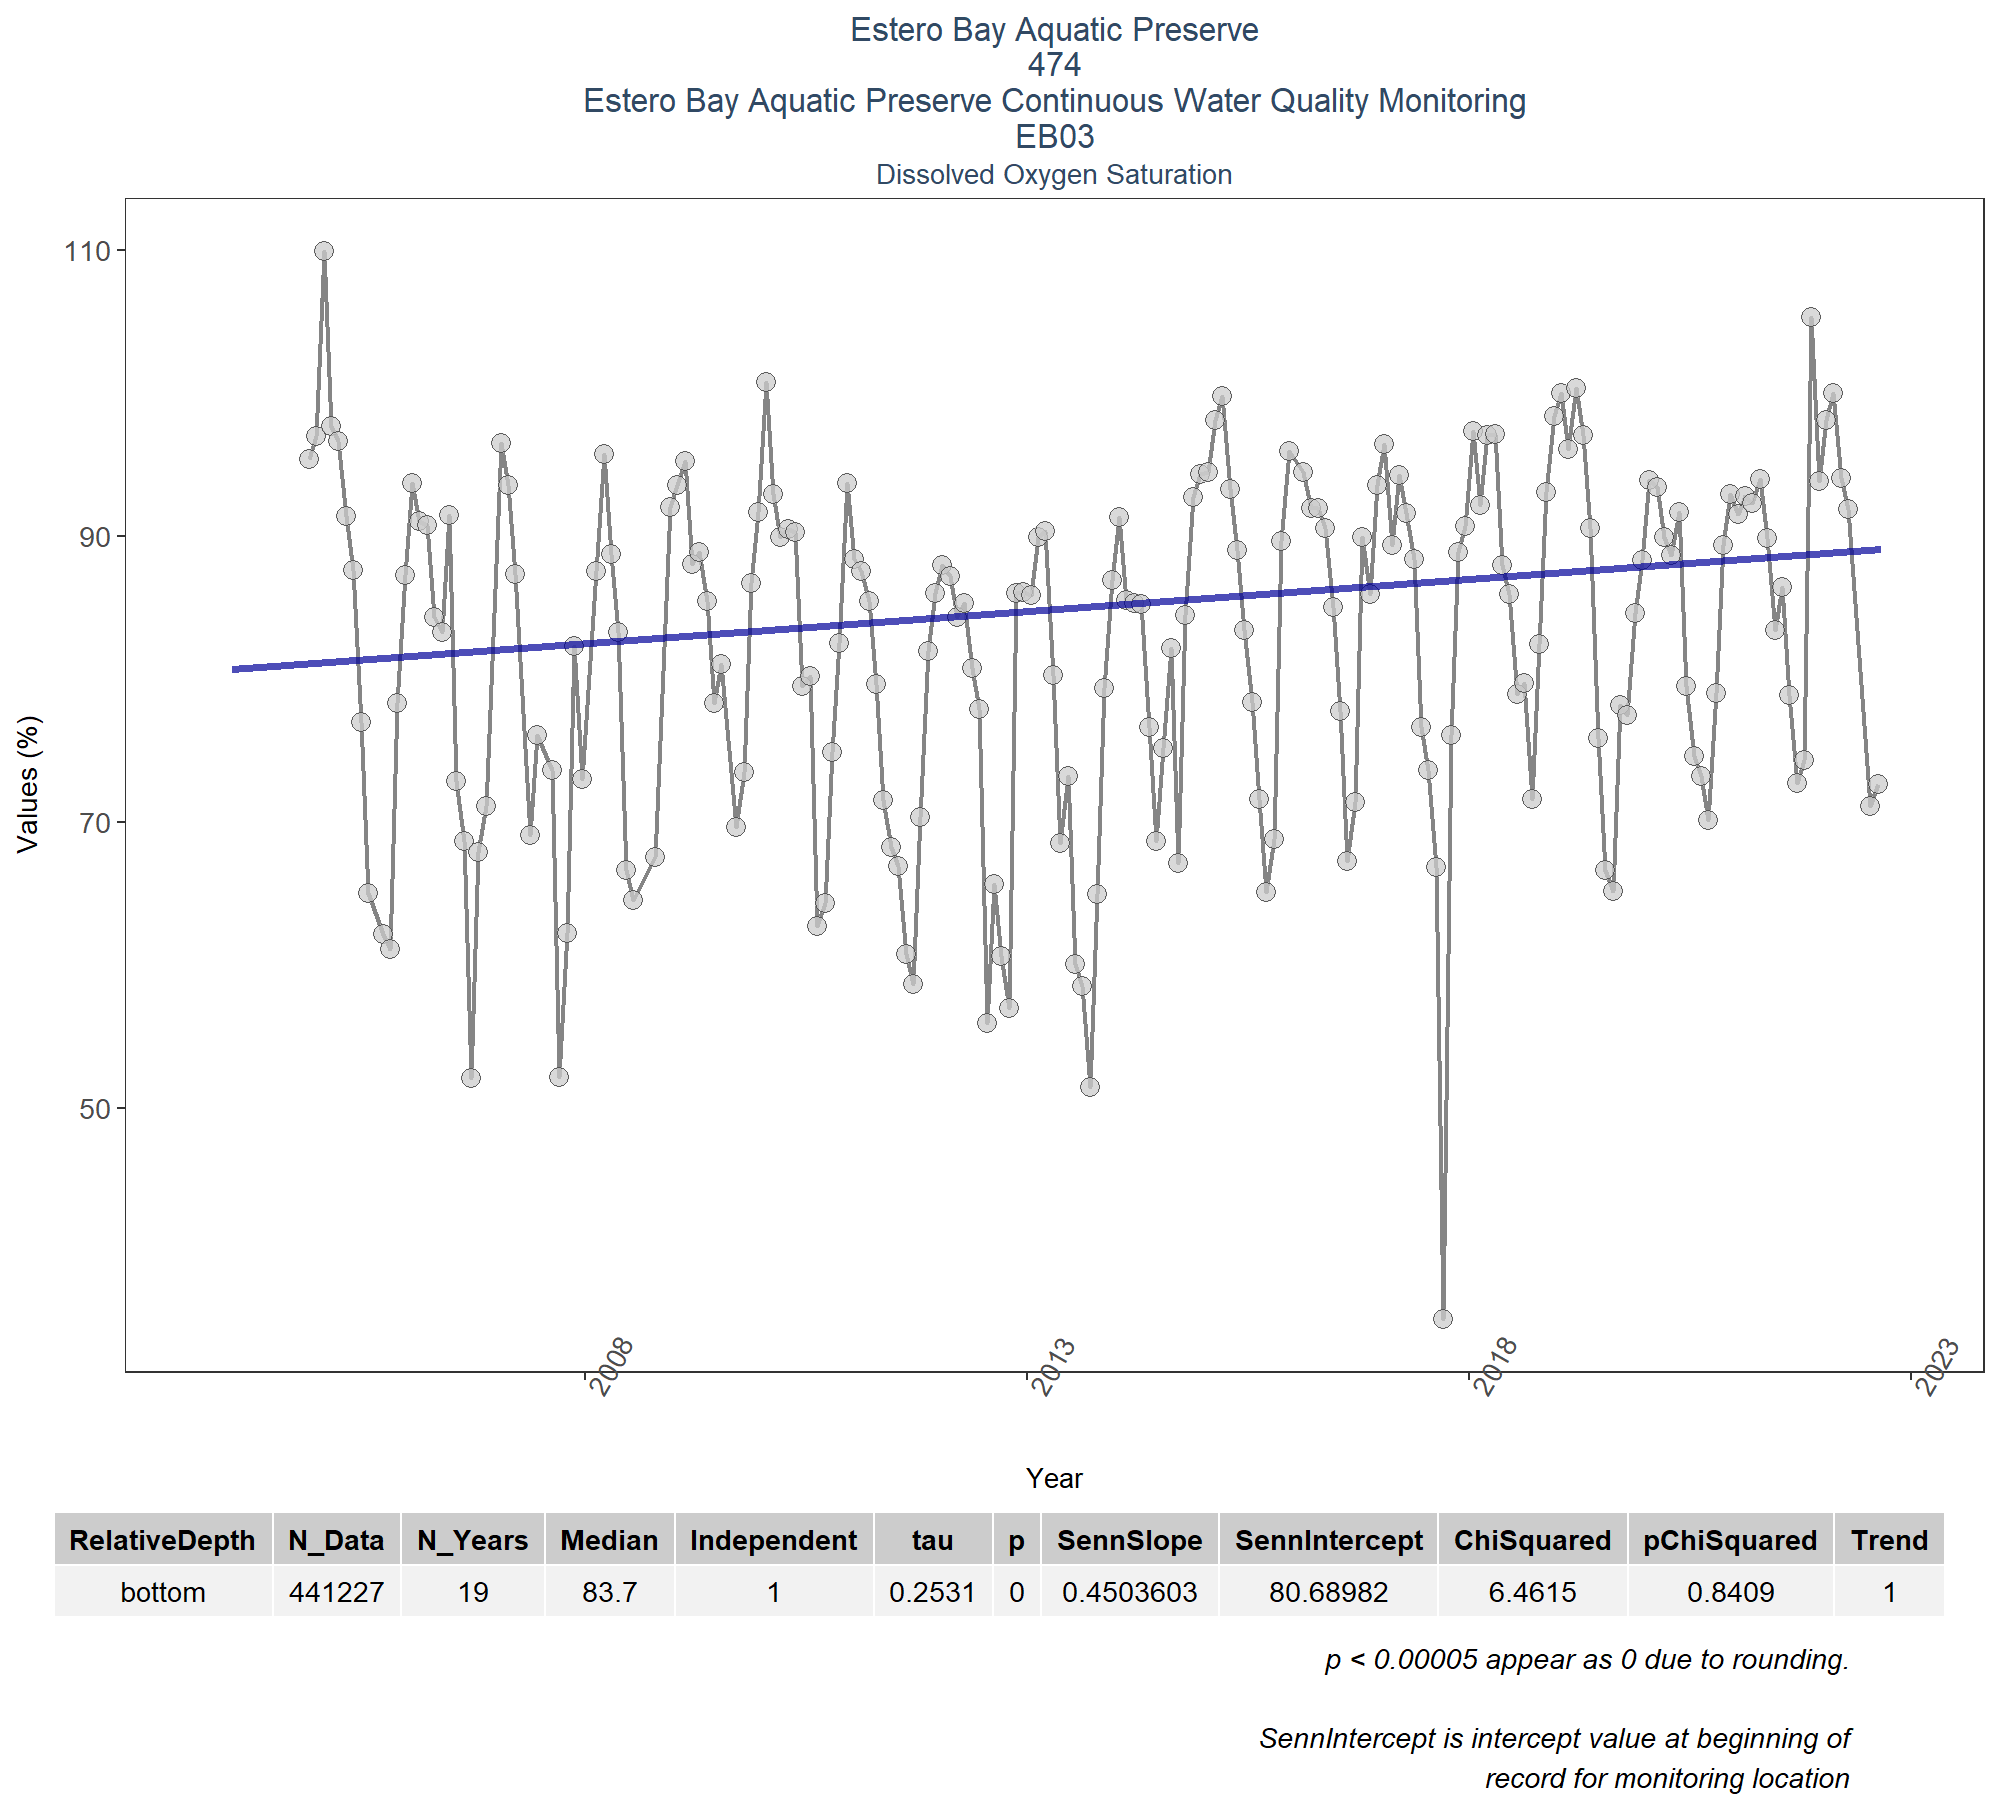 Estero Bay Aquatic Preserve
474
Estero Bay Aquatic Preserve Continuous Water Quality Monitoring
EB03
Dissolved Oxygen Saturation
110
90
70
50
Values (%)
2008
2013
2018
2023
Year
RelativeDepth N_Data N_Years Median Independent tau p SennSlope SennIntercept ChiSquared pChiSquared Trend
bottom 441227 19 83.7 1 0.2531 0 0.4503603 80.68982 6.4615 0.8409 1
p < 0.00005 appear as 0 due to rounding.
SennIntercept is intercept value at beginning of
record for monitoring location